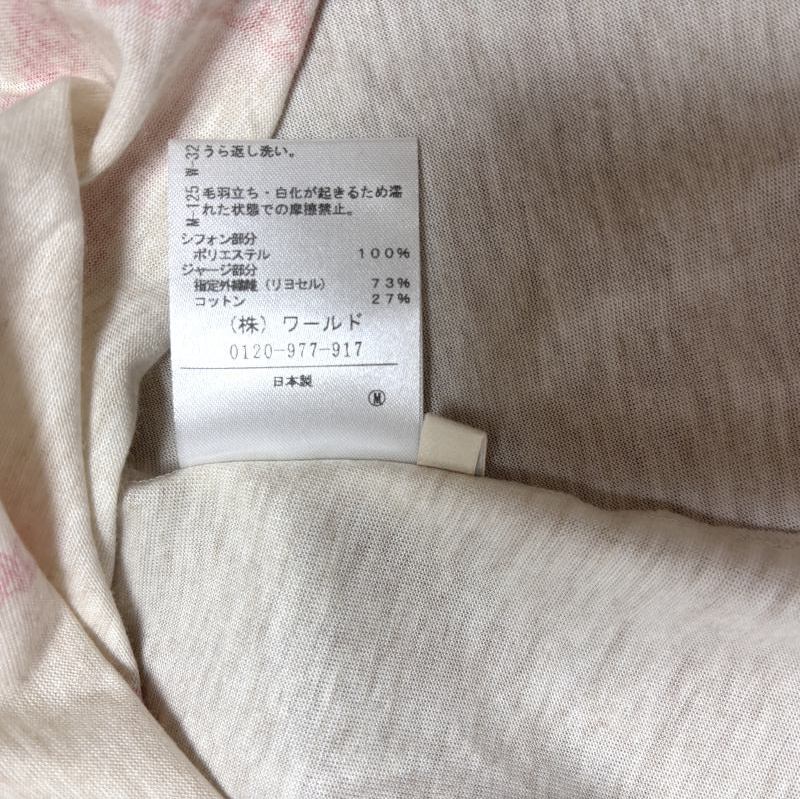 W-32
うら返し洗い。
M-125
毛羽立ち・白化が起きるため濡
れた状態での摩擦禁止。
シフォン部分
ポリエステル 100%
ジャージ部分
指定外繊維（リヨセル） 73%
コットン 27%
（株）ワールド
0120-977-917
日本製
Ⓜ